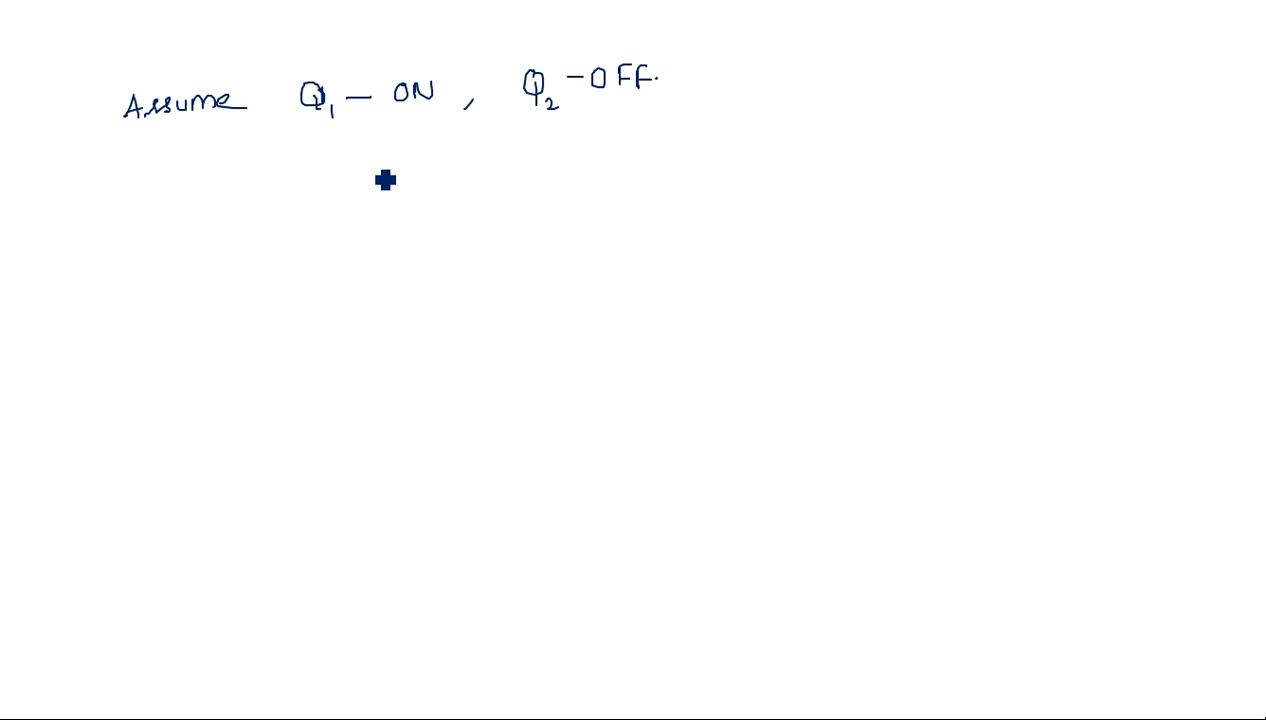 Assume Q₁ — ON , Q₂ - OFF.